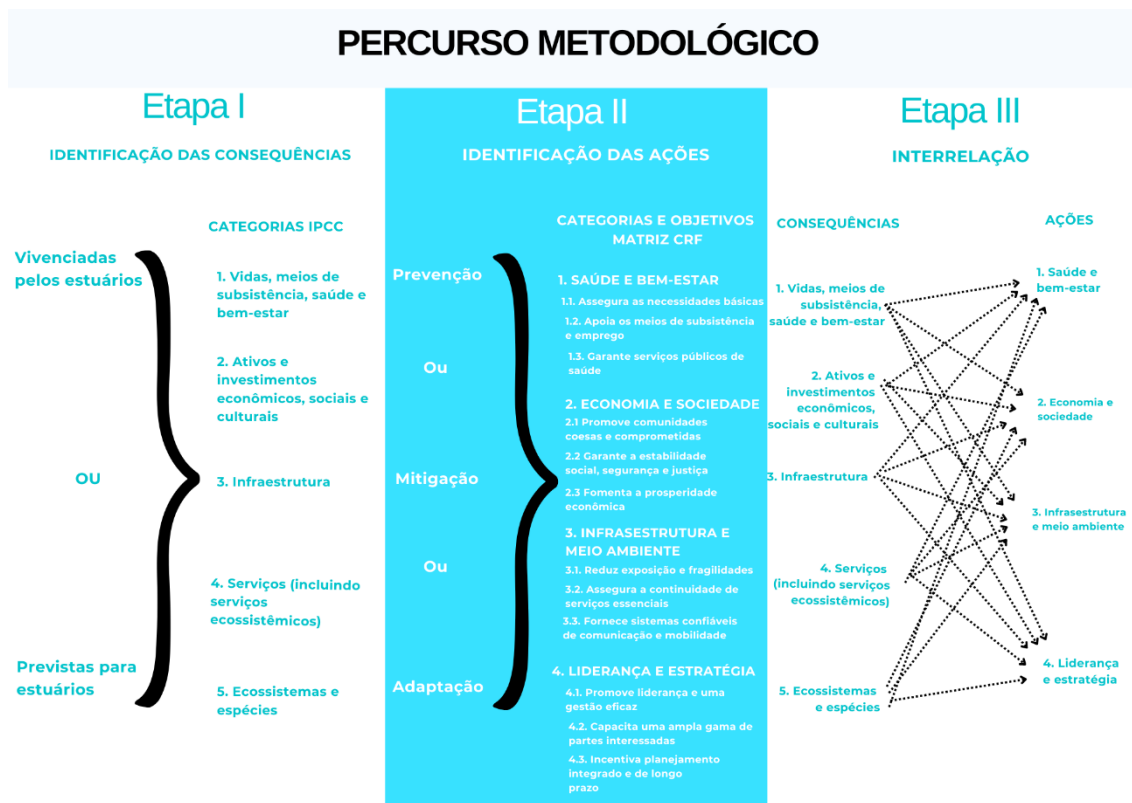 PERCURSO METODOLÓGICO
Etapa I
IDENTIFICAÇÃO DAS CONSEQUÊNCIAS
CATEGORIAS IPCC
Vivenciadas
pelos estuários
OU
Previstas para
estuários
1. Vidas, meios de
subsistência, saúde e
bem-estar
2. Ativos e
investimentos
econômicos, sociais e
culturais
3. Infraestrutura
4. Serviços (incluindo
serviços
ecossistêmicos)
5. Ecossistemas e
espécies
Etapa II
IDENTIFICAÇÃO DAS AÇÕES
Prevenção
Ou
Mitigação
Ou
Adaptação
CATEGORIAS E OBJETIVOS
MATRIZ CRF
1. SAÚDE E BEM-ESTAR
1.1. Assegura as necessidades básicas
1.2. Apoia os meios de subsistência
e emprego
1.3. Garante serviços públicos de
saúde
2. ECONOMIA E SOCIEDADE
2.1 Promove comunidades
coesas e comprometidas
2.2 Garante a estabilidade
social, segurança e justiça
2.3 Fomenta a prosperidade
econômica
3. INFRASESTRUTURA E
MEIO AMBIENTE
3.1. Reduz exposição e fragilidades
3.2. Assegura a continuidade de
serviços essenciais
3.3. Fornece sistemas confiáveis
de comunicação e mobilidade
4. LIDERANÇA E ESTRATÉGIA
4.1. Promove liderança e uma
gestão eficaz
4.2. Capacita uma ampla gama de
partes interessadas
4.3. Incentiva planejamento
integrado e de longo
prazo
Etapa III
INTERRELAÇÃO
CONSEQUÊNCIAS
1. Vidas, meios de
subsistência,
saúde e bem-estar
2. Ativos e
investimentos
econômicos,
sociais e culturais
3. Infraestrutura
4. Serviços
(incluindo serviços
ecossistêmicos)
5. Ecossistemas
e espécies
AÇÕES
1. Saúde e
bem-estar
2. Economia e
sociedade
3. Infrasestrutura
e meio ambiente
4. Liderança
e estratégia